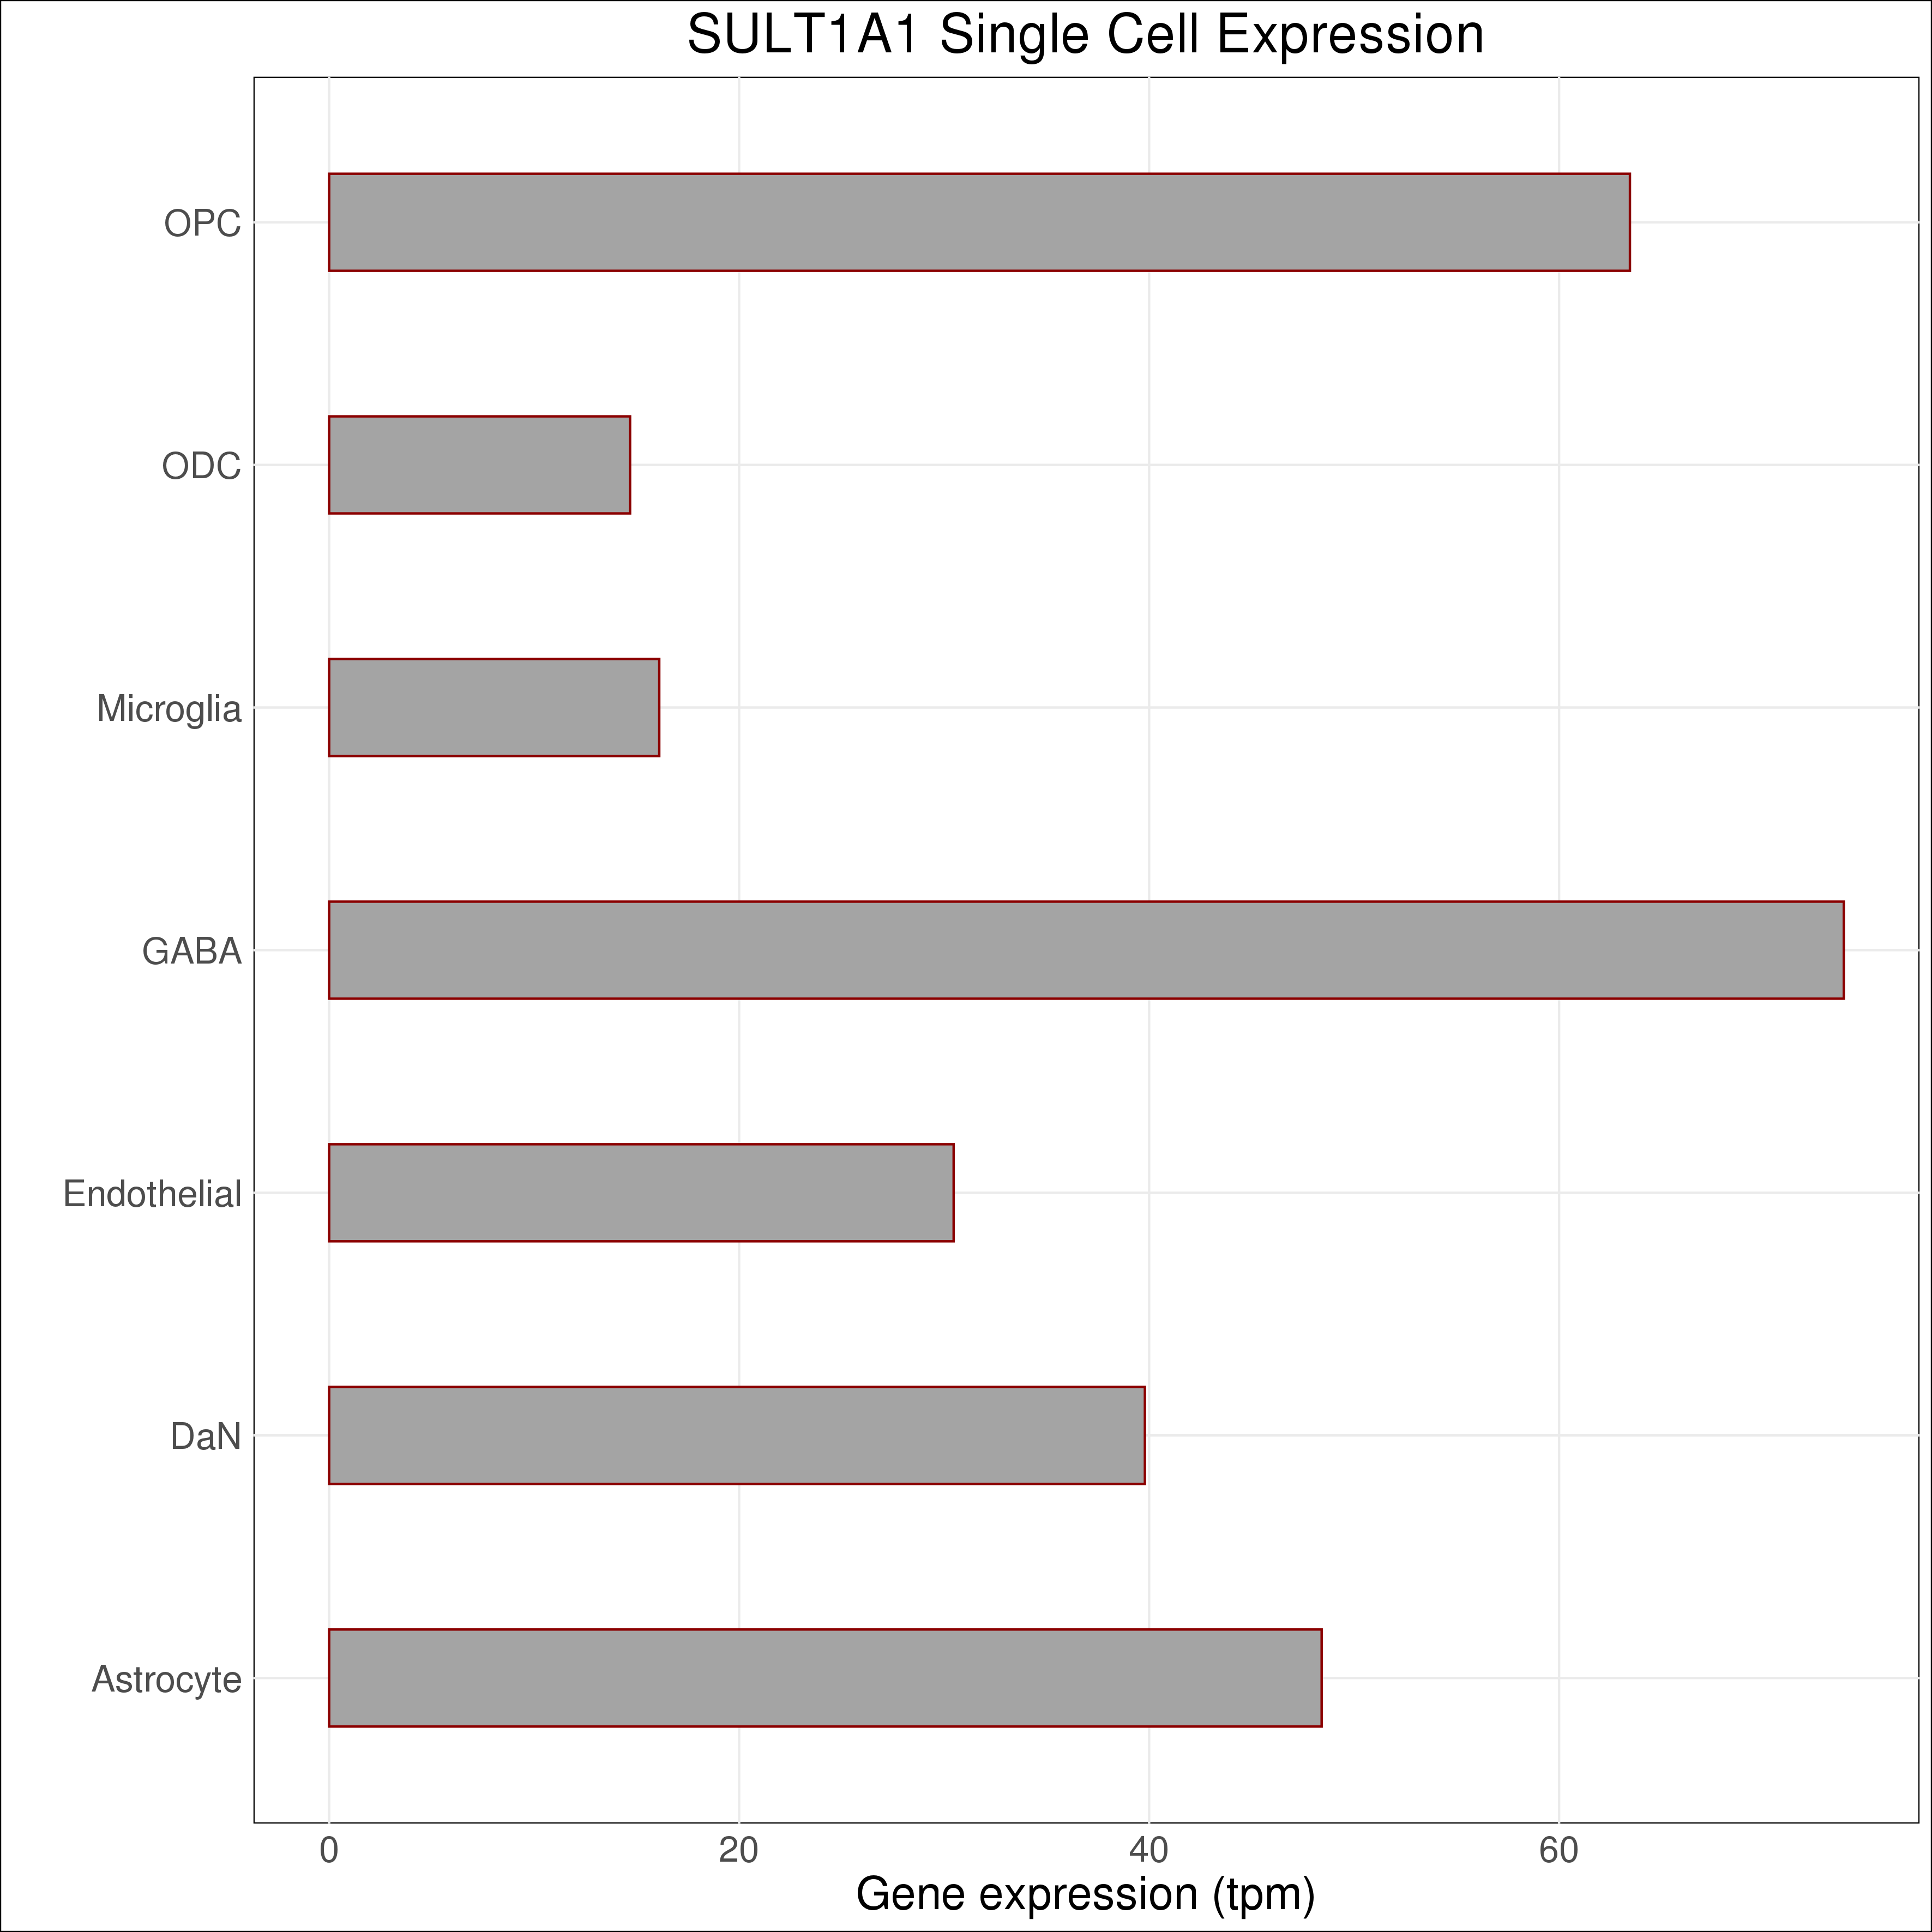 SULT1A1 Single Cell Expression
OPC
ODC
Microglia
GABA
Endothelial
DaN
Astrocyte
0 20 40 60
Gene expression (tpm)